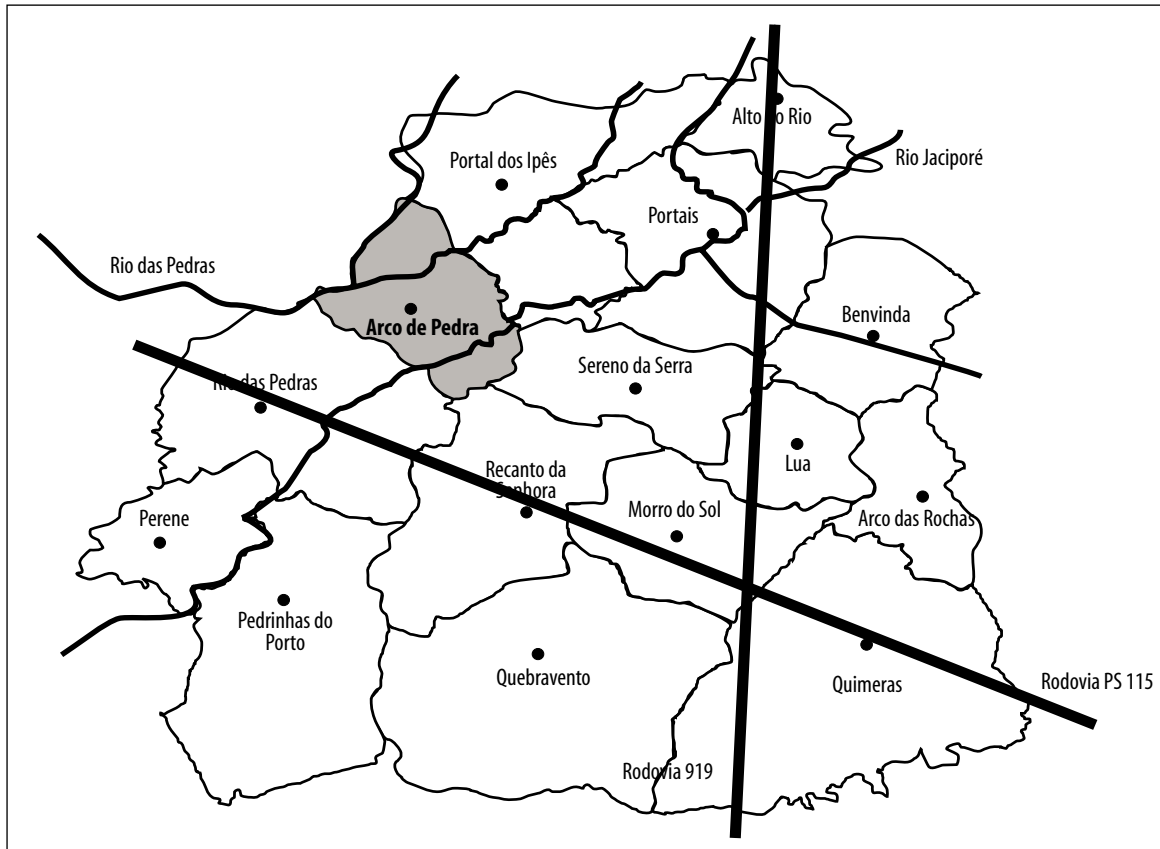 Alto do Rio
Rio Jaciporé
Portal dos Ipês
Portais
Rio das Pedras
Benvinda
Arco de Pedra
Sereno da Serra
Rio das Pedras
Lua
Recanto da
Senhora
Morro do Sol
Perene
Arco das Rochas
Pedrinhas do
Porto
Quebravento
Quimeras
Rodovia PS 115
Rodovia 919